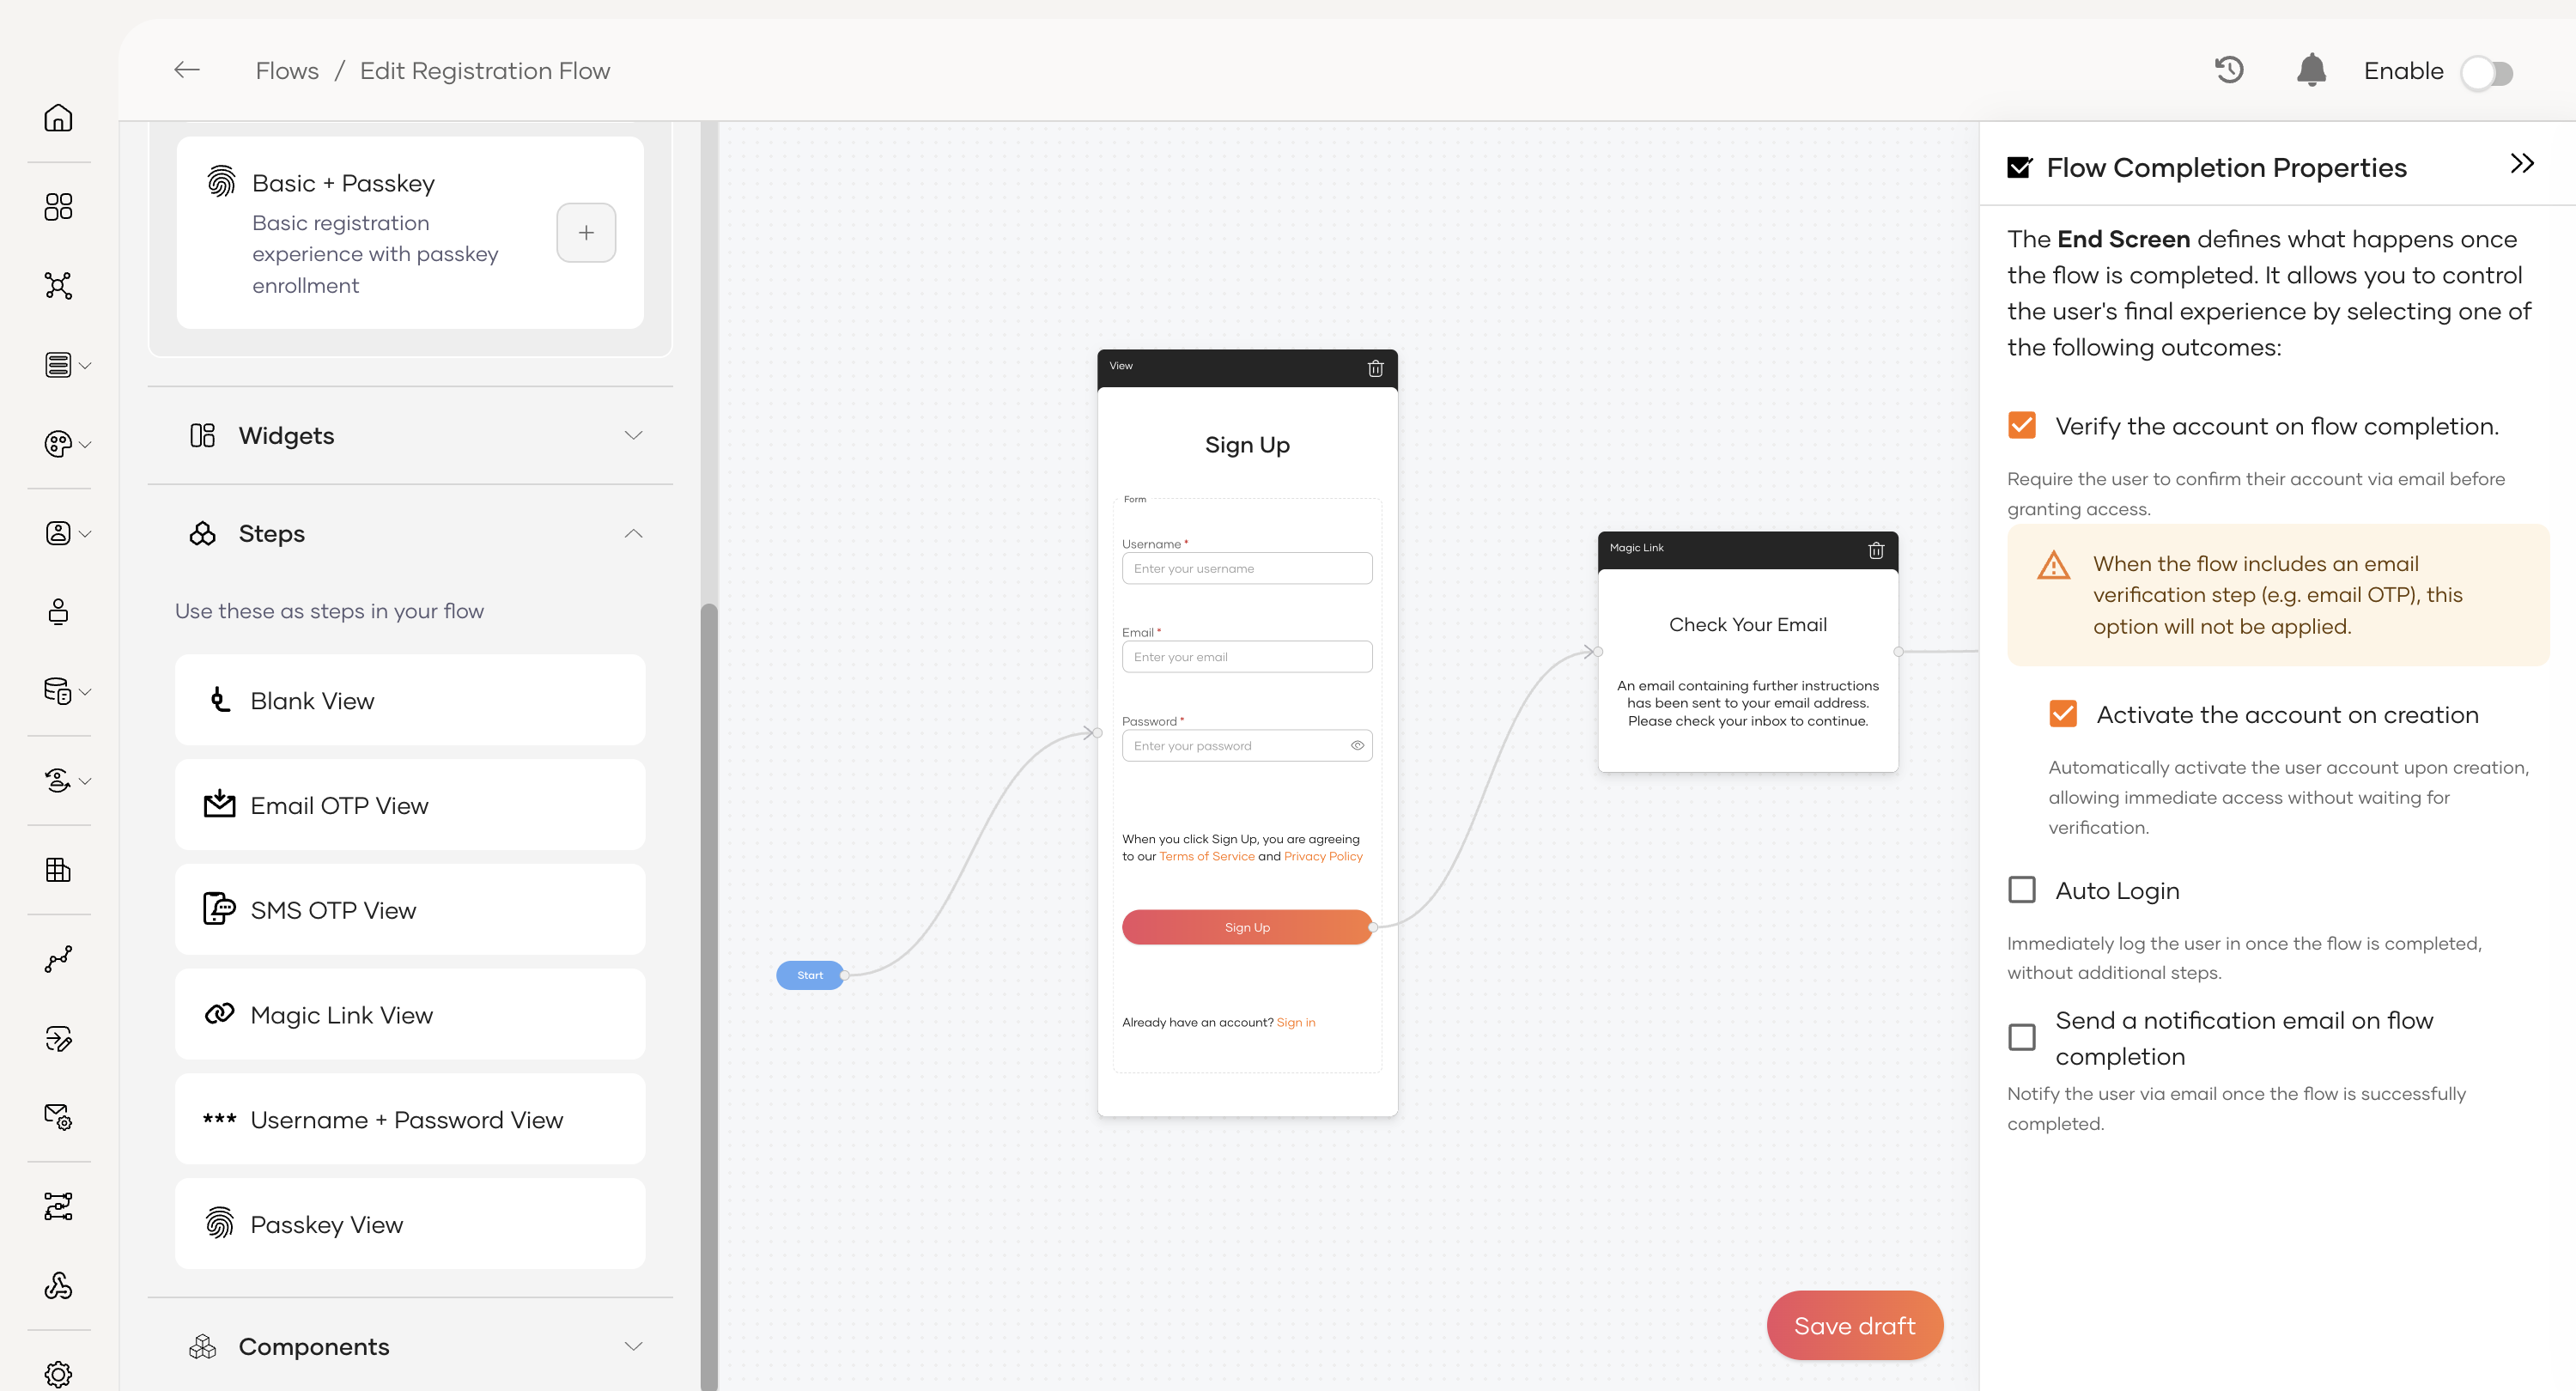 Flows / Edit Registration Flow
Enable
Basic + Passkey
Basic registration
experience with passkey
enrollment
Widgets
Steps
Use these as steps in your flow
Blank View
Email OTP View
SMS OTP View
Magic Link View
*** Username + Password View
Passkey View
Components
Start
View
Sign Up
Form
Username *
Enter your username
Email *
Enter your email
Password *
Enter your password
When you click Sign Up, you are agreeing
to our Terms of Service and Privacy Policy
Sign Up
Already have an account? Sign in
Magic Link
Check Your Email
An email containing further instructions
has been sent to your email address.
Please check your inbox to continue.
Save draft
Flow Completion Properties
The End Screen defines what happens once
the flow is completed. It allows you to control
the user's final experience by selecting one of
the following outcomes:
Verify the account on flow completion.
Require the user to confirm their account via email before
granting access.
When the flow includes an email
verification step (e.g. email OTP), this
option will not be applied.
Activate the account on creation
Automatically activate the user account upon creation,
allowing immediate access without waiting for
verification.
Auto Login
Immediately log the user in once the flow is completed,
without additional steps.
Send a notification email on flow
completion
Notify the user via email once the flow is successfully
completed.